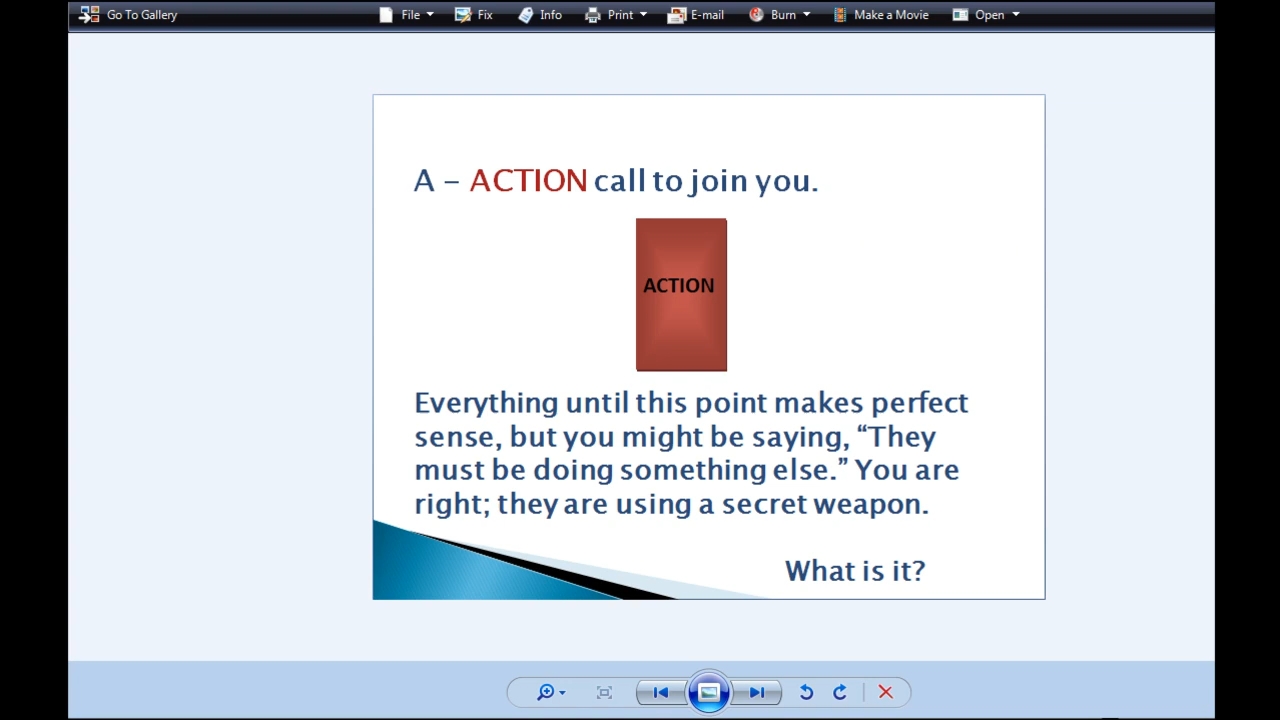 Go To Gallery File Fix Info Print E-mail Burn Make a Movie Open
A – ACTION call to join you.
ACTION
Everything until this point makes perfect
sense, but you might be saying, “They
must be doing something else.” You are
right; they are using a secret weapon.
What is it?